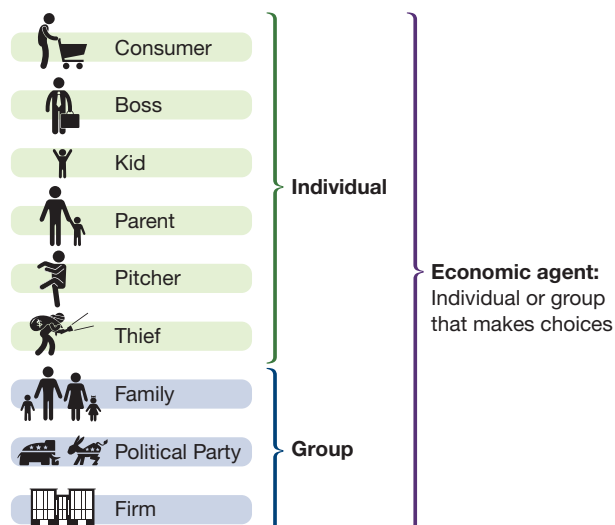 Consumer
Boss
Kid
Individual
Parent
Pitcher
Economic agent:
Individual or group
that makes choices
Thief
Family
Political Party
Group
Firm
$